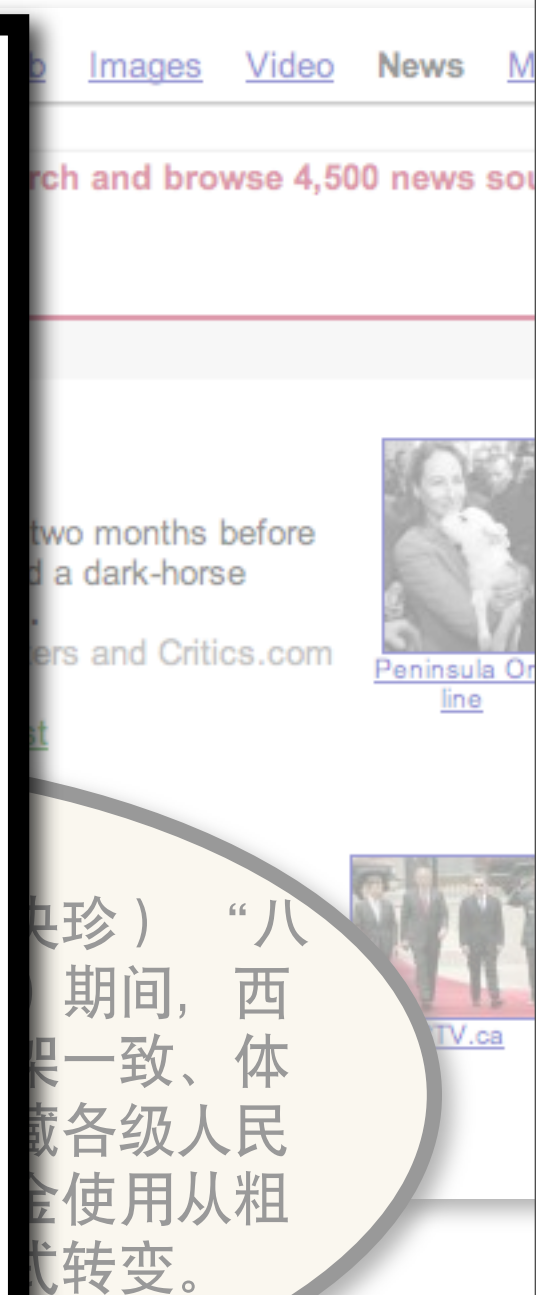 Images Video News M
rch and browse 4,500 news sou
two months before
d a dark-horse
.
ers and Critics.com
st
Peninsula On
line
TV.ca
央珍） “八
）期间，西
架一致、体
藏各级人民
金使用从粗
式转变。